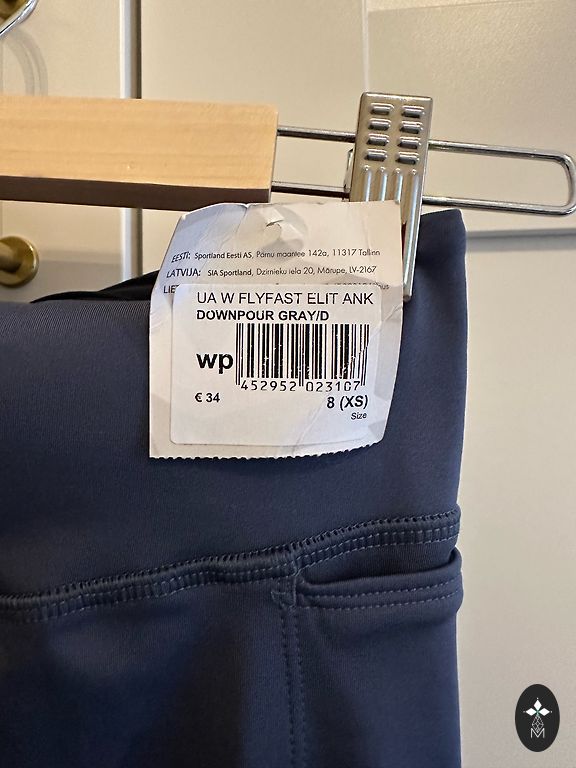 EESTI: Sportland Eesti AS, Pärnu maantee 142a, 11317 Tallinn
LATVIJA: SIA Sportland, Dzirnieku iela 20, Mārupe, LV-2167
UA W FLYFAST ELIT ANK
DOWNPOUR GRAY/D
wp
452952 023107
€ 34
8 (XS)
Size
M